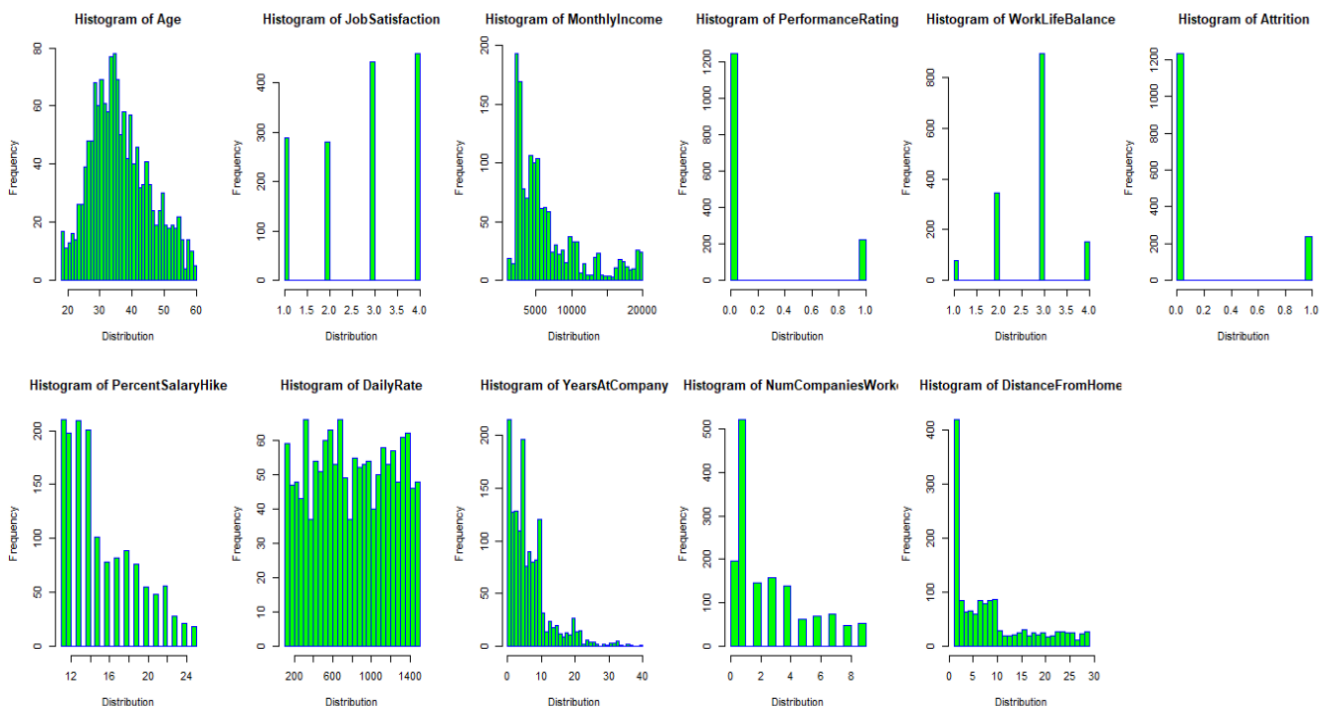 Histogram of Age
Frequency
0 20 40 60 80
20 30 40 50 60
Distribution
Histogram of JobSatisfaction
Frequency
0 100 200 300 400
1.0 1.5 2.0 2.5 3.0 3.5 4.0
Distribution
Histogram of MonthlyIncome
Frequency
0 50 100 150 200
5000 10000 20000
Distribution
Histogram of PerformanceRating
Frequency
0 200 400 600 800 1000 1200
0.0 0.2 0.4 0.6 0.8 1.0
Distribution
Histogram of WorkLifeBalance
Frequency
0 200 400 600 800
1.0 1.5 2.0 2.5 3.0 3.5 4.0
Distribution
Histogram of Attrition
Frequency
0 200 400 600 800 1000 1200
0.0 0.2 0.4 0.6 0.8 1.0
Distribution
Histogram of PercentSalaryHike
Frequency
0 50 100 150 200
12 16 20 24
Distribution
Histogram of DailyRate
Frequency
0 10 20 30 40 50 60
200 600 1000 1400
Distribution
Histogram of YearsAtCompany
Frequency
0 50 100 150 200
0 10 20 30 40
Distribution
Histogram of NumCompaniesWork
Frequency
0 100 200 300 400 500
0 2 4 6 8
Distribution
Histogram of DistanceFromHome
Frequency
0 100 200 300 400
0 5 10 15 20 25 30
Distribution